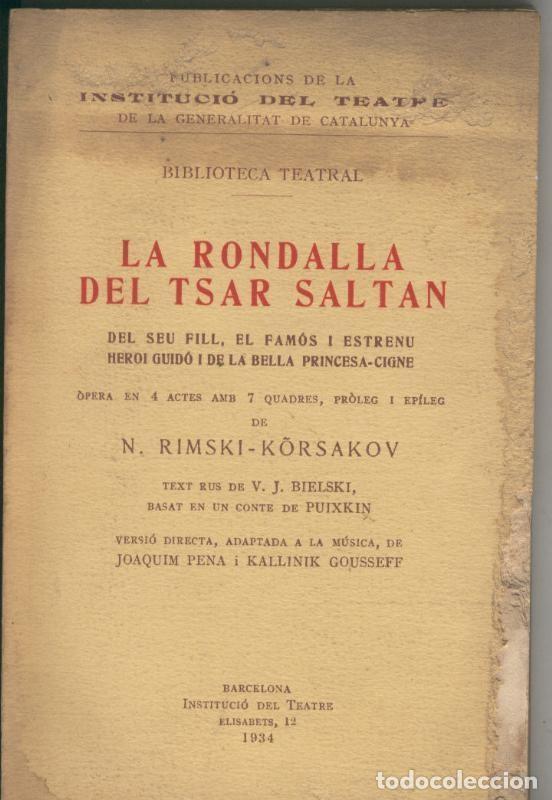 PUBLICACIONS DE LA
INSTITUCIÓ DEL TEATRE
DE LA GENERALITAT DE CATALUNYA
BIBLIOTECA TEATRAL
LA RONDALLA
DEL TSAR SALTAN
DEL SEU FILL, EL FAMÓS I ESTRENU
HEROI GUIDÓ I DE LA BELLA PRINCESA-CIGNE
ÒPERA EN 4 ACTES AMB 7 QUADRES, PRÒLEG I EPÍLEG
DE
N. RIMSKI-KÕRSAKOV
TEXT RUS DE V. J. BIELSKI,
BASAT EN UN CONTE DE PUIXKIN
VERSIÓ DIRECTA, ADAPTADA A LA MÚSICA, DE
JOAQUIM PENA i KALLINIK GOUSSEFF
BARCELONA
INSTITUCIÓ DEL TEATRE
ELISABETS, 12
1934
todocoleccion.net